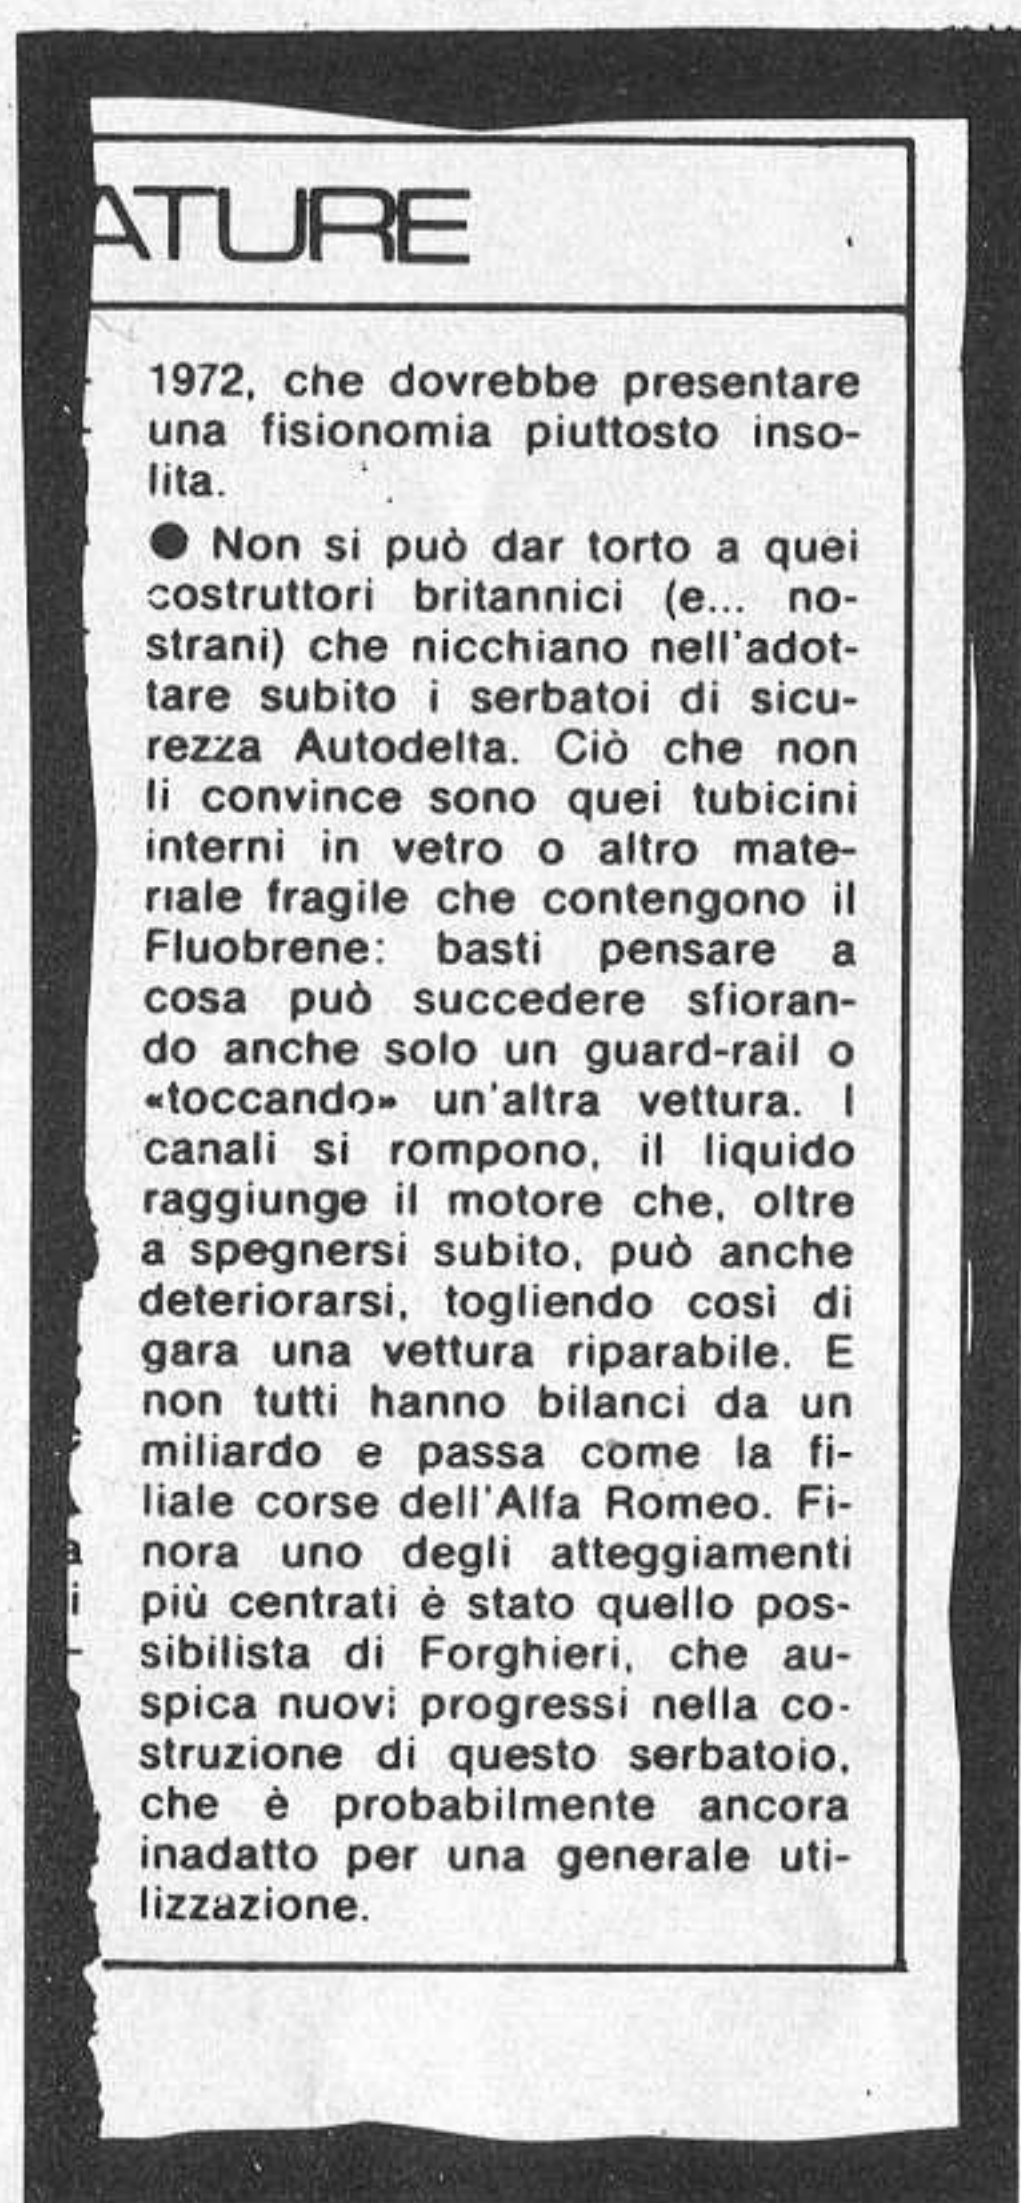 ATURE
1972, che dovrebbe presentare
una fisionomia piuttosto inso-
lita.
● Non si può dar torto a quei
costruttori britannici (e... no-
strani) che nicchiano nell'adot-
tare subito i serbatoi di sicu-
rezza Autodelta. Ciò che non
li convince sono quei tubicini
interni in vetro o altro mate-
riale fragile che contengono il
Fluobrene: basti pensare a
cosa può succedere sfioran-
do anche solo un guard-rail o
«toccando» un'altra vettura. I
canali si rompono, il liquido
raggiunge il motore che, oltre
a spegnersi subito, può anche
deteriorarsi, togliendo così di
gara una vettura riparabile. E
non tutti hanno bilanci da un
miliardo e passa come la fi-
liale corse dell'Alfa Romeo. Fi-
nora uno degli atteggiamenti
più centrati è stato quello pos-
sibilista di Forghieri, che au-
spica nuovi progressi nella co-
struzione di questo serbatoio,
che è probabilmente ancora
inadatto per una generale uti-
lizzazione.